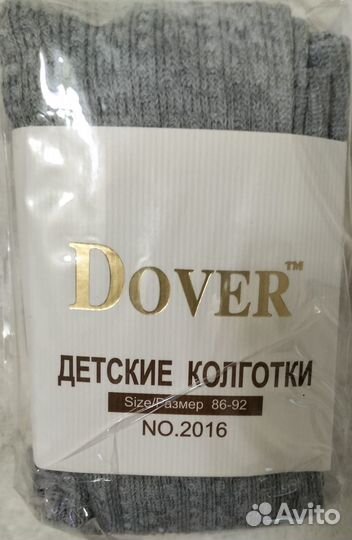 DOVER™
ДЕТСКИЕ КОЛГОТКИ
Size/Размер 86-92
NO.2016
Avito